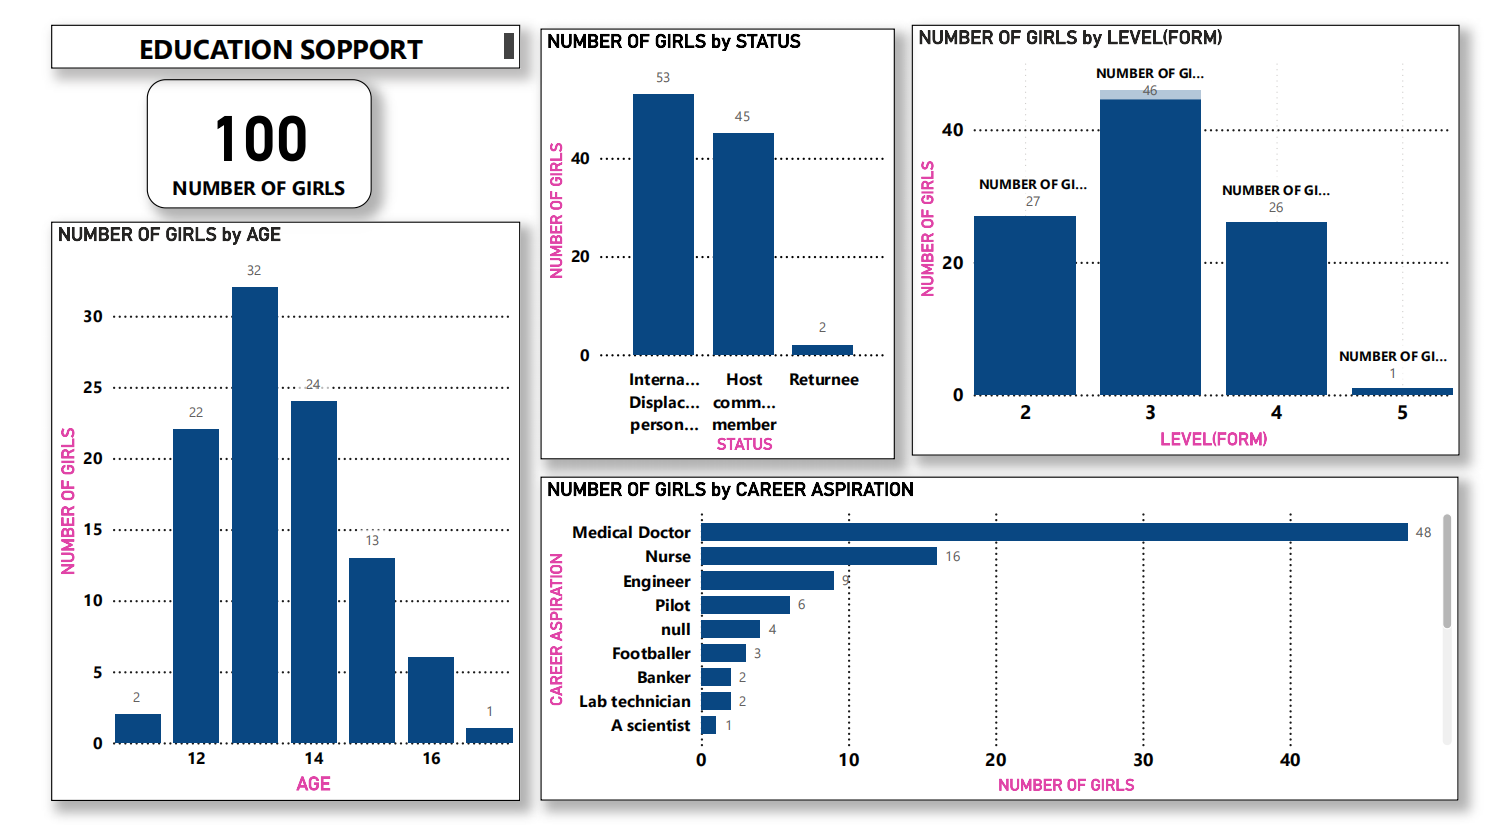 EDUCATION SOPPORT
100
NUMBER OF GIRLS
NUMBER OF GIRLS by AGE
NUMBER OF GIRLS
30
25
20
15
10
5
0
2
22
32
24
13
1
12
14
16
AGE
NUMBER OF GIRLS by STATUS
NUMBER OF GIRLS
40
20
0
53
45
2
Interna...
Displac...
person...
Host
comm...
member
Returnee
STATUS
NUMBER OF GIRLS by LEVEL(FORM)
NUMBER OF GIRLS
40
20
0
NUMBER OF GI...
27
NUMBER OF GI...
46
NUMBER OF GI...
26
NUMBER OF GI...
1
2
3
4
5
LEVEL(FORM)
NUMBER OF GIRLS by CAREER ASPIRATION
CAREER ASPIRATION
Medical Doctor 48
Nurse 16
Engineer 9
Pilot 6
null 4
Footballer 3
Banker 2
Lab technician 2
A scientist 1
0 10 20 30 40
NUMBER OF GIRLS